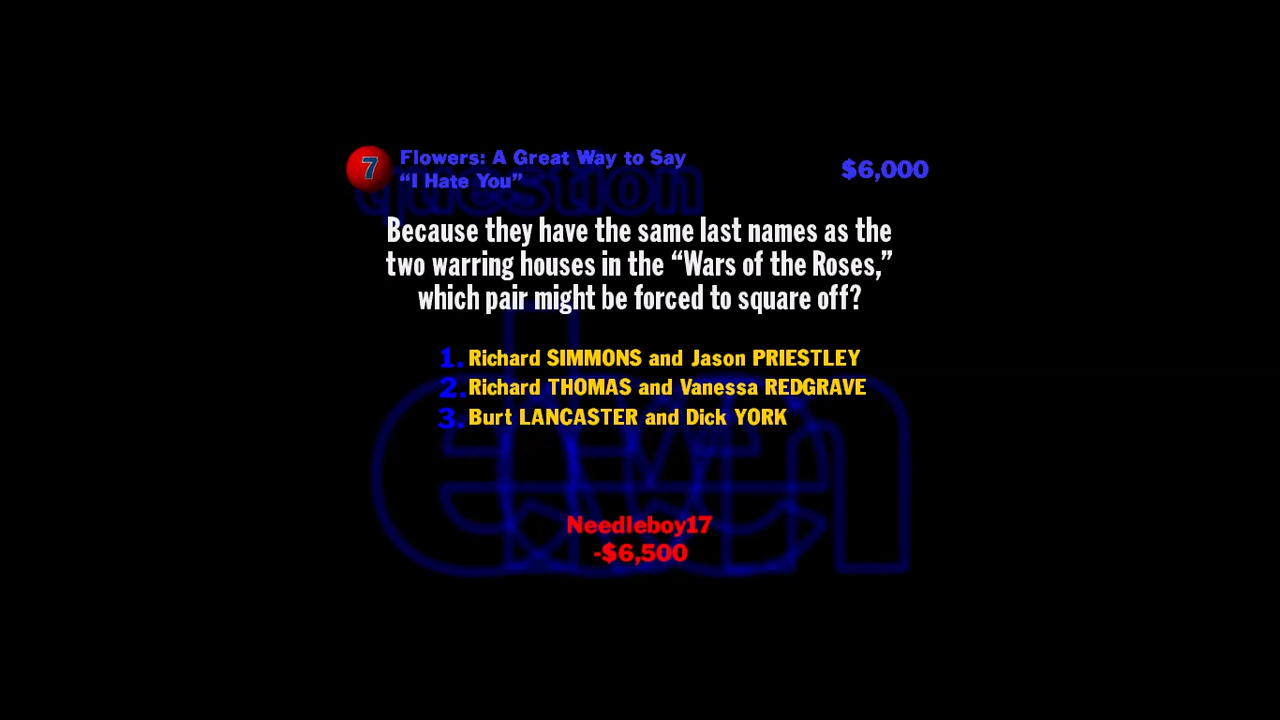 7
Flowers: A Great Way to Say
"I Hate You"
$6,000
question
Because they have the same last names as the
two warring houses in the “Wars of the Roses,”
which pair might be forced to square off?
1. Richard SIMMONS and Jason PRIESTLEY
2. Richard THOMAS and Vanessa REDGRAVE
3. Burt LANCASTER and Dick YORK
Needleboy17
-$6,500